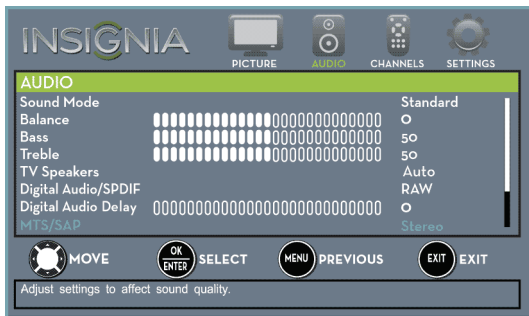 INSIGNIA
PICTURE AUDIO CHANNELS SETTINGS
AUDIO
Sound Mode Standard
Balance 0
Bass 50
Treble 50
TV Speakers Auto
Digital Audio/SPDIF RAW
Digital Audio Delay 0
MTS/SAP Stereo
MOVE OK ENTER SELECT MENU PREVIOUS EXIT EXIT
Adjust settings to affect sound quality.